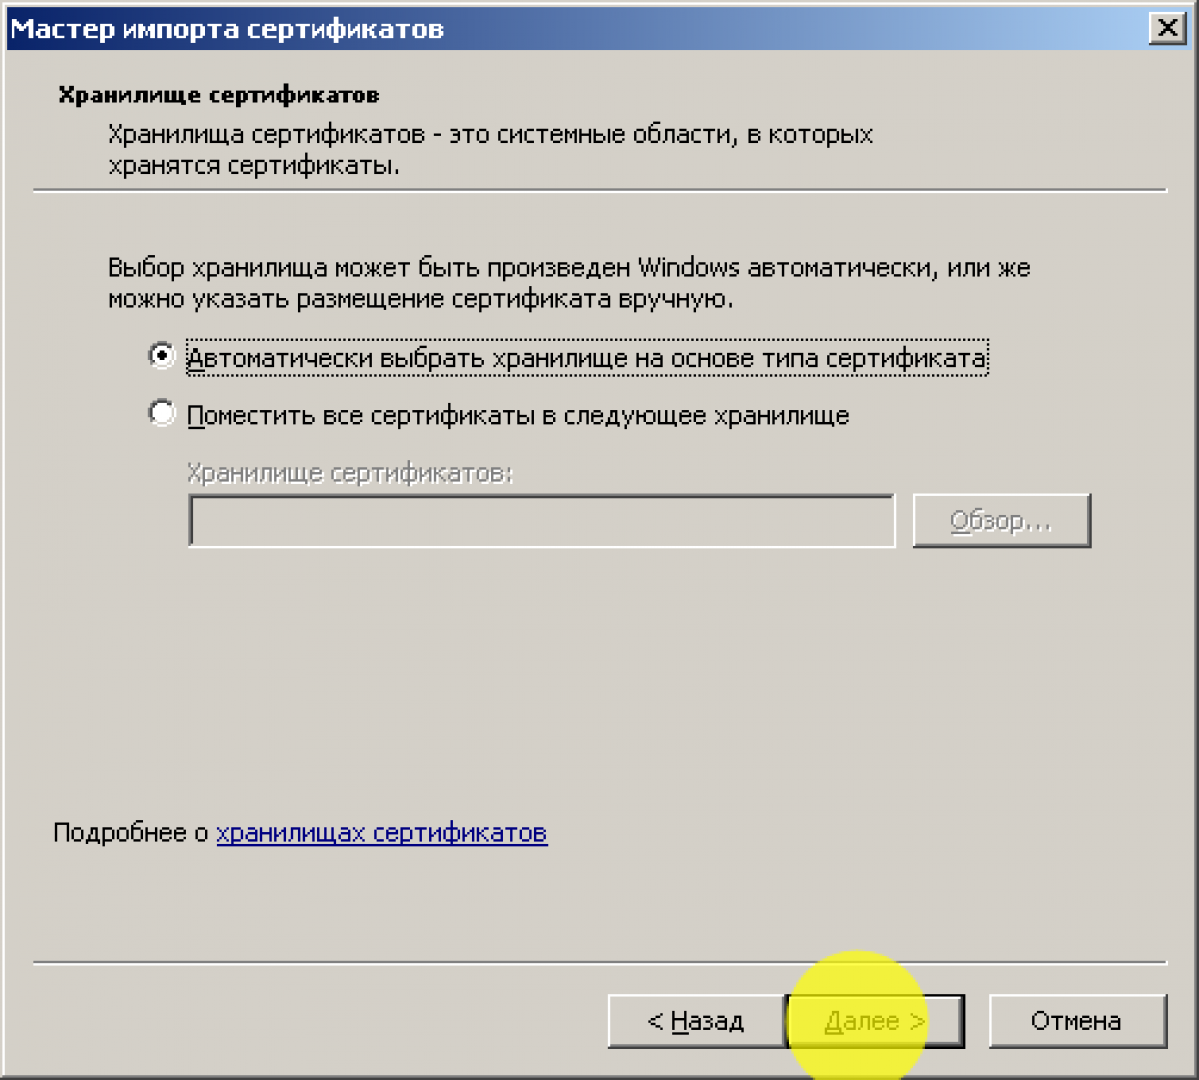 Мастер импорта сертификатов
Хранилище сертификатов
Хранилища сертификатов - это системные области, в которых
хранятся сертификаты.
Выбор хранилища может быть произведен Windows автоматически, или же
можно указать размещение сертификата вручную.
Автоматически выбрать хранилище на основе типа сертификата
Поместить все сертификаты в следующее хранилище
Хранилище сертификатов:
Обзор...
Подробнее о хранилищах сертификатов
< Назад
Далее >
Отмена